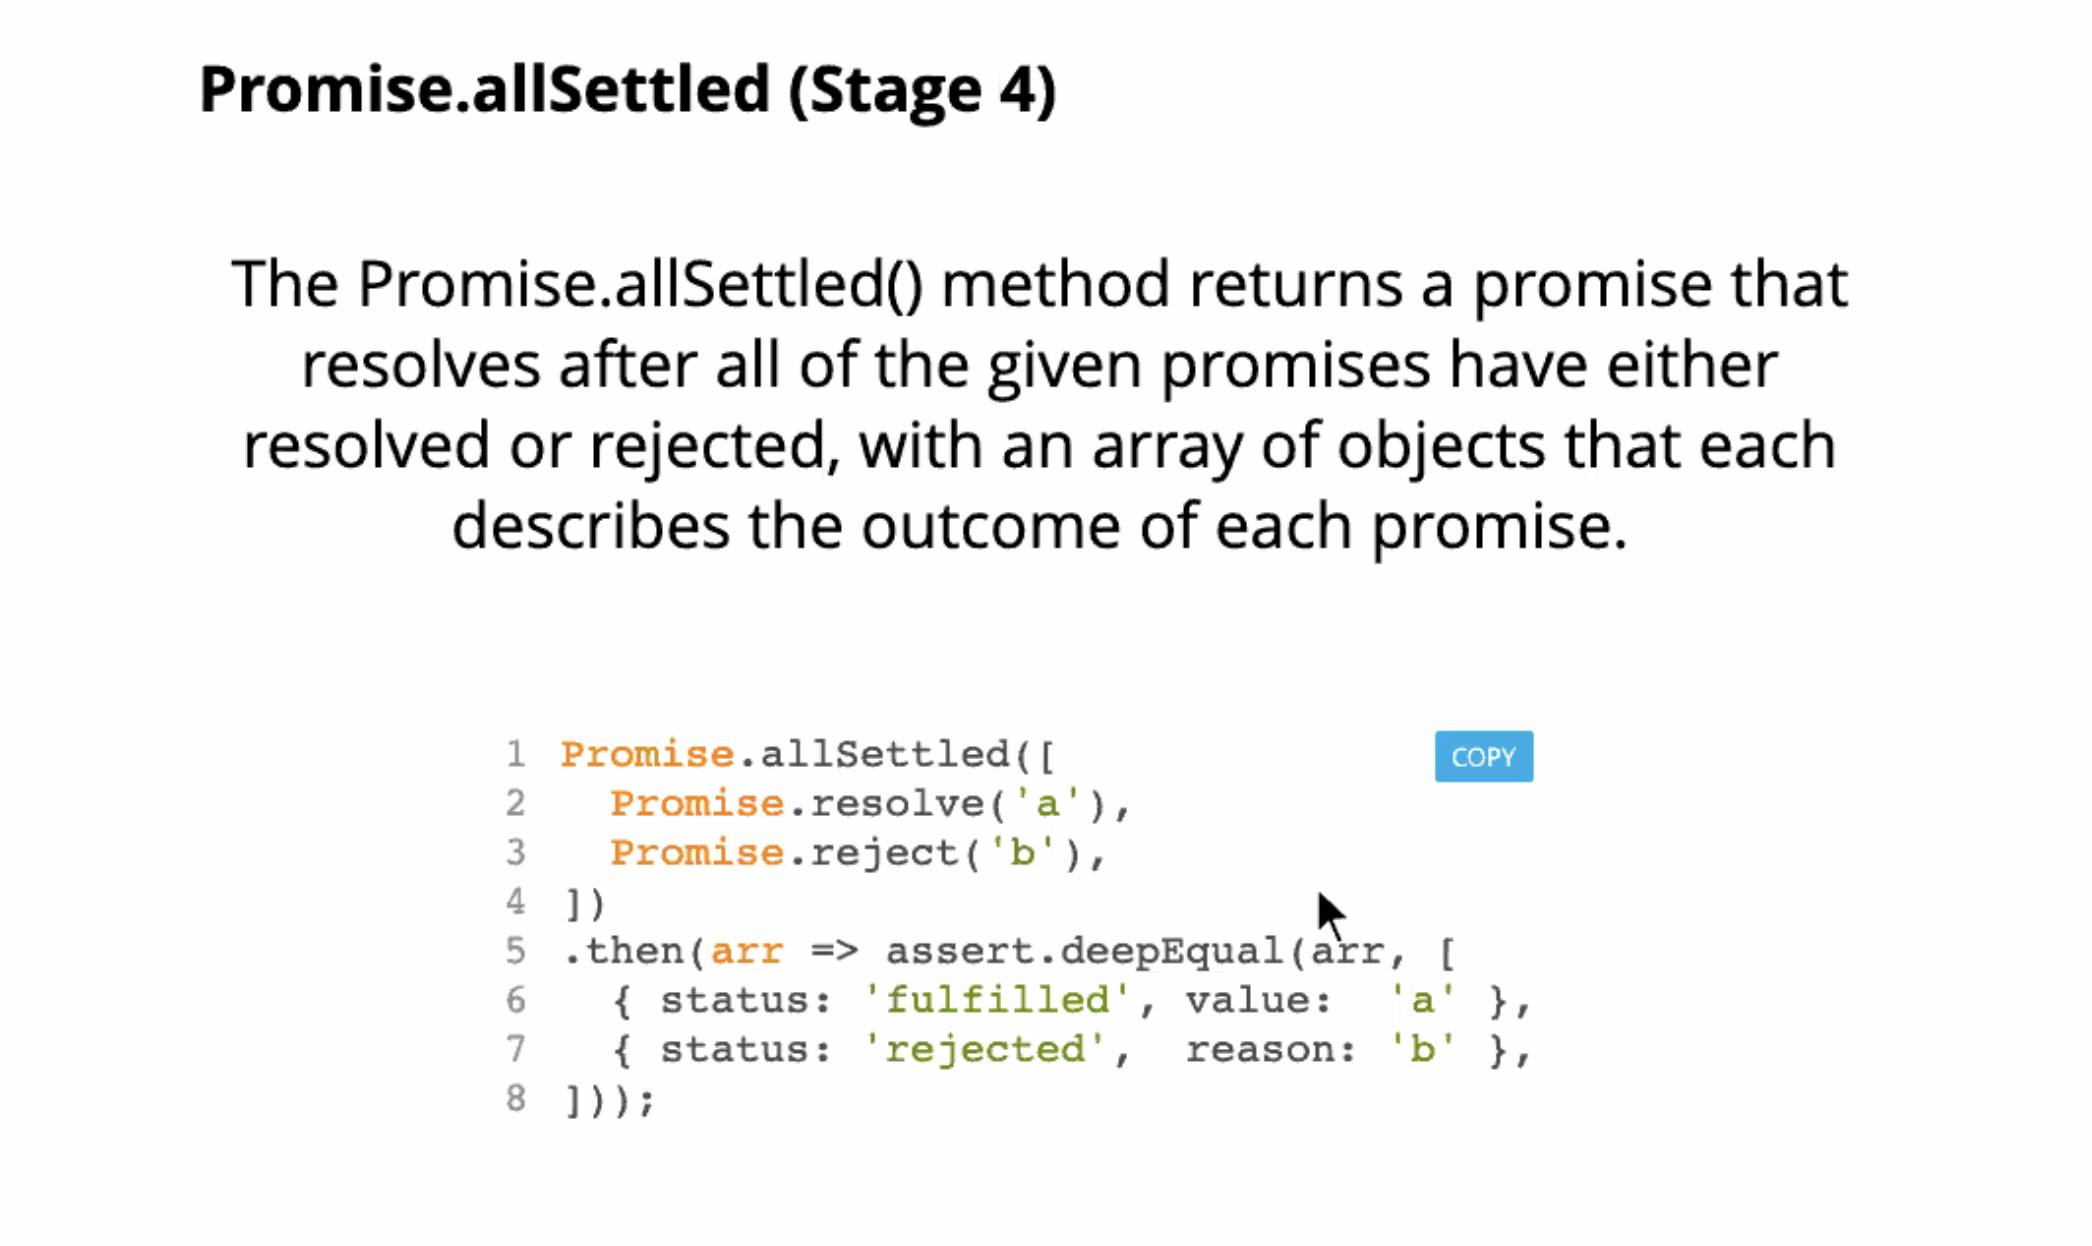 Promise.allSettled (Stage 4)
The Promise.allSettled() method returns a promise that
resolves after all of the given promises have either
resolved or rejected, with an array of objects that each
describes the outcome of each promise.
1 Promise.allSettled([
COPY
2   Promise.resolve('a'),
3   Promise.reject('b'),
4 ])
5 .then(arr => assert.deepEqual(arr, [
6   { status: 'fulfilled', value:  'a' },
7   { status: 'rejected',  reason: 'b' },
8 ]));